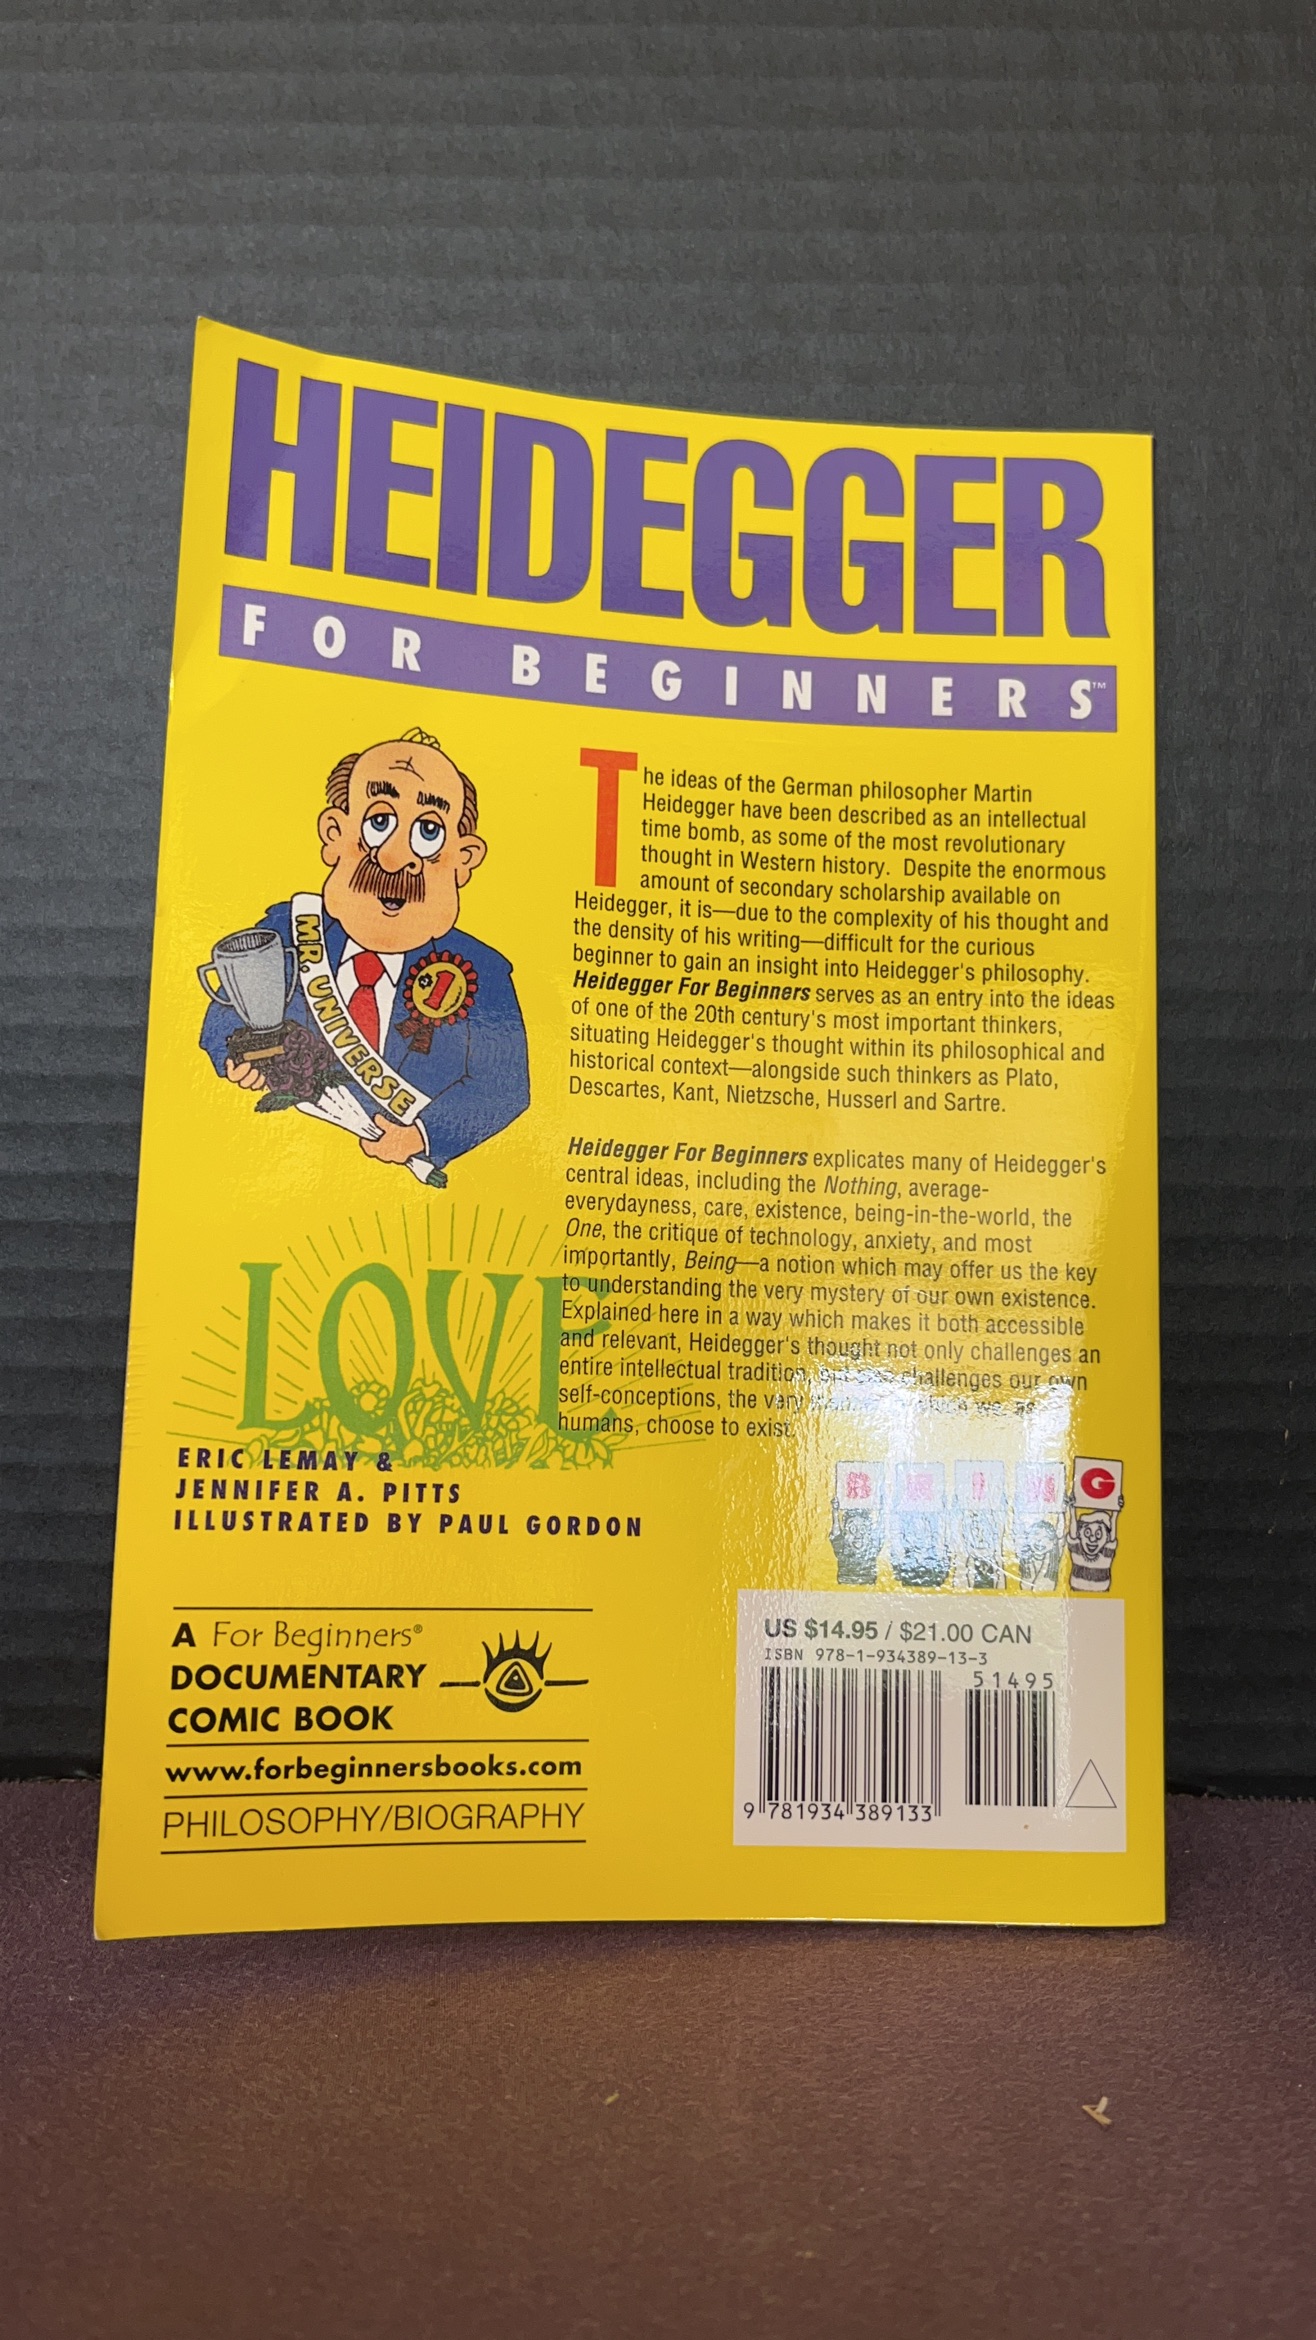 HEIDEGGER
FOR BEGINNERS™
The ideas of the German philosopher Martin
Heidegger have been described as an intellectual
time bomb, as some of the most revolutionary
thought in Western history. Despite the enormous
amount of secondary scholarship available on
Heidegger, it is—due to the complexity of his thought and
the density of his writing—difficult for the curious
beginner to gain an insight into Heidegger's philosophy.
Heidegger For Beginners serves as an entry into the ideas
of one of the 20th century's most important thinkers,
situating Heidegger's thought within its philosophical and
historical context—alongside such thinkers as Plato,
Descartes, Kant, Nietzsche, Husserl and Sartre.
MR. UNIVERSE
#1
Heidegger For Beginners explicates many of Heidegger's
central ideas, including the Nothing, average-
everydayness, care, existence, being-in-the-world, the
One, the critique of technology, anxiety, and most
importantly, Being—a notion which may offer us the key
to understanding the very mystery of our own existence.
Explained here in a way which makes it both accessible
and relevant, Heidegger's thought not only challenges an
entire intellectual tradition, challenges our own
self-conceptions, the very we, as
humans, choose to exist.
LOVE
ERIC LEMAY &
JENNIFER A. PITTS
ILLUSTRATED BY PAUL GORDON
BEING
A For Beginners®
DOCUMENTARY
COMIC BOOK
www.forbeginnersbooks.com
PHILOSOPHY/BIOGRAPHY
US $14.95 / $21.00 CAN
ISBN 978-1-934389-13-3
51495
9 781934 389133